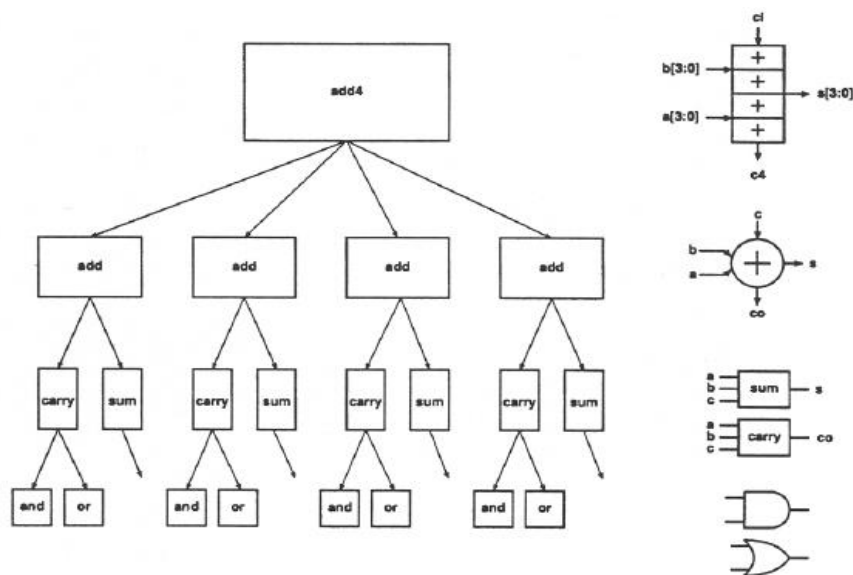 add4
add
add
add
add
carry
sum
carry
sum
carry
sum
carry
sum
and
or
and
or
and
or
and
or
ci
+
b[3:0]
+
s[3:0]
+
a[3:0]
+
c4
c
b
+
s
a
co
a
b
sum
s
c
a
b
carry
co
c